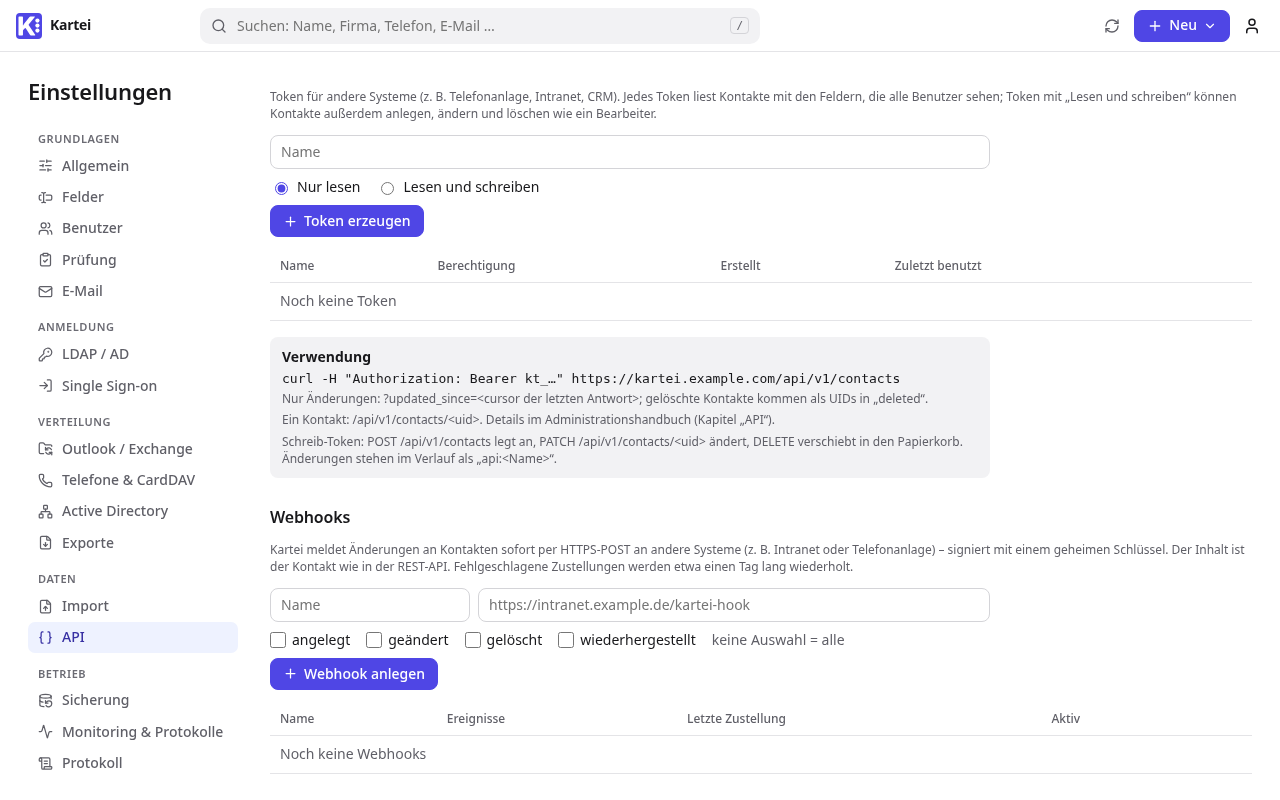 Kartei
Suchen: Name, Firma, Telefon, E-Mail ...
/
Neu
Einstellungen
GRUNDLAGEN
Allgemein
Felder
Benutzer
Prüfung
E-Mail
ANMELDUNG
LDAP / AD
Single Sign-on
VERTEILUNG
Outlook / Exchange
Telefone & CardDAV
Active Directory
Exporte
DATEN
Import
API
BETRIEB
Sicherung
Monitoring & Protokolle
Protokoll
Token für andere Systeme (z. B. Telefonanlage, Intranet, CRM). Jedes Token liest Kontakte mit den Feldern, die alle Benutzer sehen; Token mit „Lesen und schreiben“ können
Kontakte außerdem anlegen, ändern und löschen wie ein Bearbeiter.
Name
Nur lesen Lesen und schreiben
Token erzeugen
Name Berechtigung Erstellt Zuletzt benutzt
Noch keine Token
Verwendung
curl -H "Authorization: Bearer kt_…" https://kartei.example.com/api/v1/contacts
Nur Änderungen: ?updated_since=<cursor der letzten Antwort>; gelöschte Kontakte kommen als UIDs in „deleted“.
Ein Kontakt: /api/v1/contacts/<uid>. Details im Administrationshandbuch (Kapitel „API“).
Schreib-Token: POST /api/v1/contacts legt an, PATCH /api/v1/contacts/<uid> ändert, DELETE verschiebt in den Papierkorb.
Änderungen stehen im Verlauf als „api:<Name>“.
Webhooks
Kartei meldet Änderungen an Kontakten sofort per HTTPS-POST an andere Systeme (z. B. Intranet oder Telefonanlage) – signiert mit einem geheimen Schlüssel. Der Inhalt ist
der Kontakt wie in der REST-API. Fehlgeschlagene Zustellungen werden etwa einen Tag lang wiederholt.
Name https://intranet.example.de/kartei-hook
angelegt geändert gelöscht wiederhergestellt keine Auswahl = alle
Webhook anlegen
Name Ereignisse Letzte Zustellung Aktiv
Noch keine Webhooks